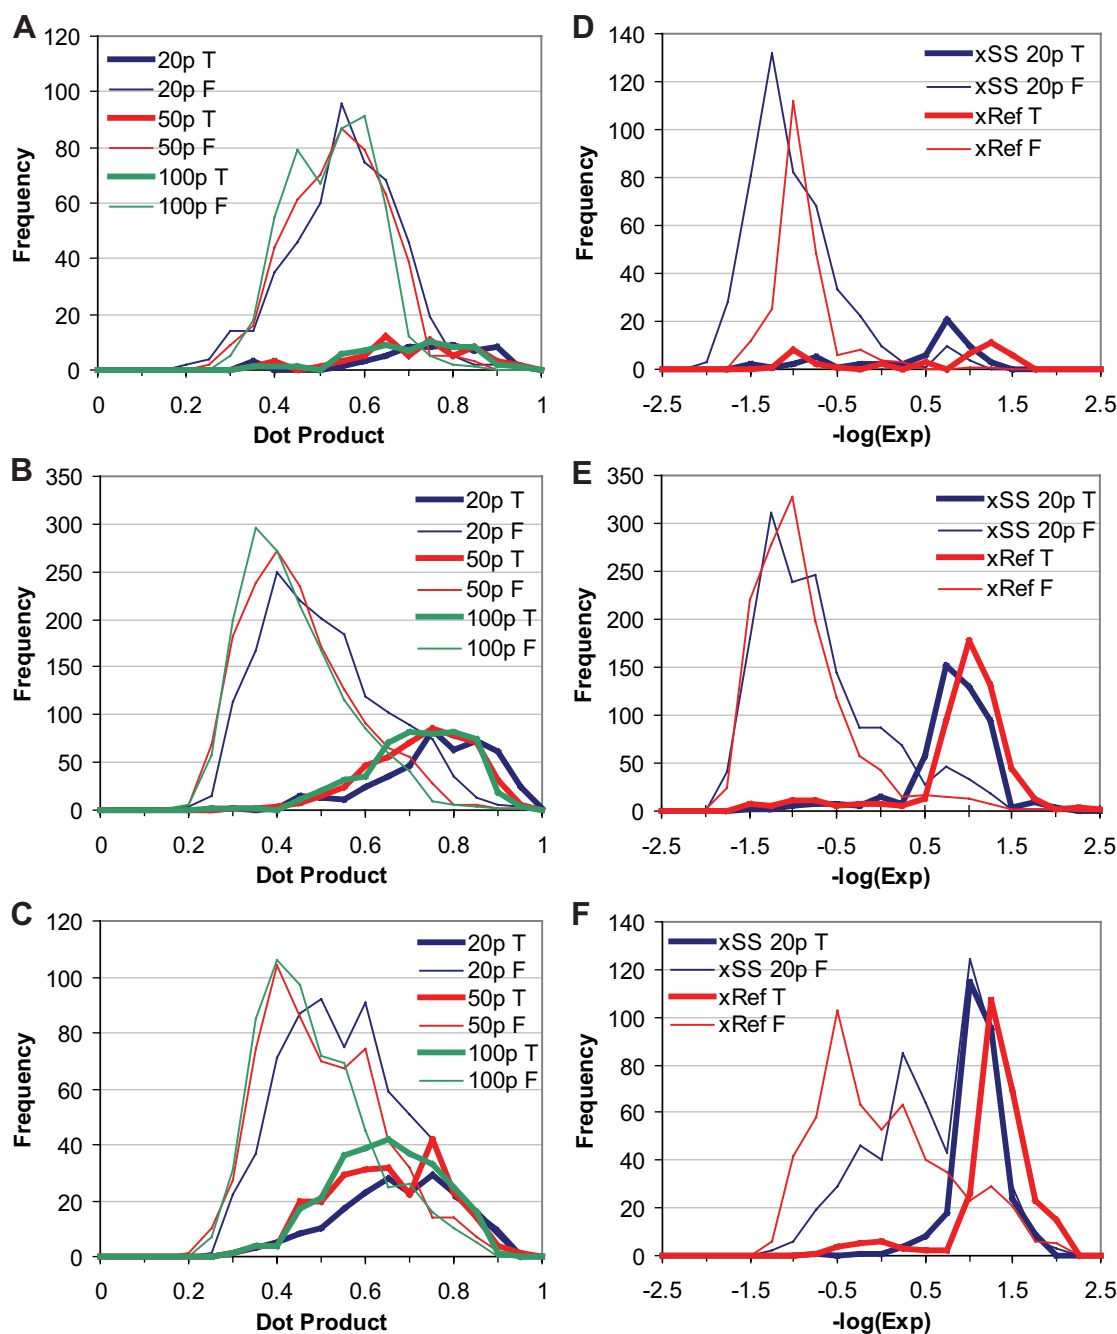 A
120
100
80
60
40
20
0
Frequency
20p T
20p F
50p T
50p F
100p T
100p F
0 0.2 0.4 0.6 0.8 1
Dot Product
D
140
120
100
80
60
40
20
0
Frequency
xSS 20p T
xSS 20p F
xRef T
xRef F
-2.5 -1.5 -0.5 0.5 1.5 2.5
-log(Exp)
B
350
300
250
200
150
100
50
0
Frequency
20p T
20p F
50p T
50p F
100p T
100p F
0 0.2 0.4 0.6 0.8 1
Dot Product
E
350
300
250
200
150
100
50
0
Frequency
xSS 20p T
xSS 20p F
xRef T
xRef F
-2.5 -1.5 -0.5 0.5 1.5 2.5
-log(Exp)
C
120
100
80
60
40
20
0
Frequency
20p T
20p F
50p T
50p F
100p T
100p F
0 0.2 0.4 0.6 0.8 1
Dot Product
F
140
120
100
80
60
40
20
0
Frequency
xSS 20p T
xSS 20p F
xRef T
xRef F
-2.5 -1.5 -0.5 0.5 1.5 2.5
-log(Exp)